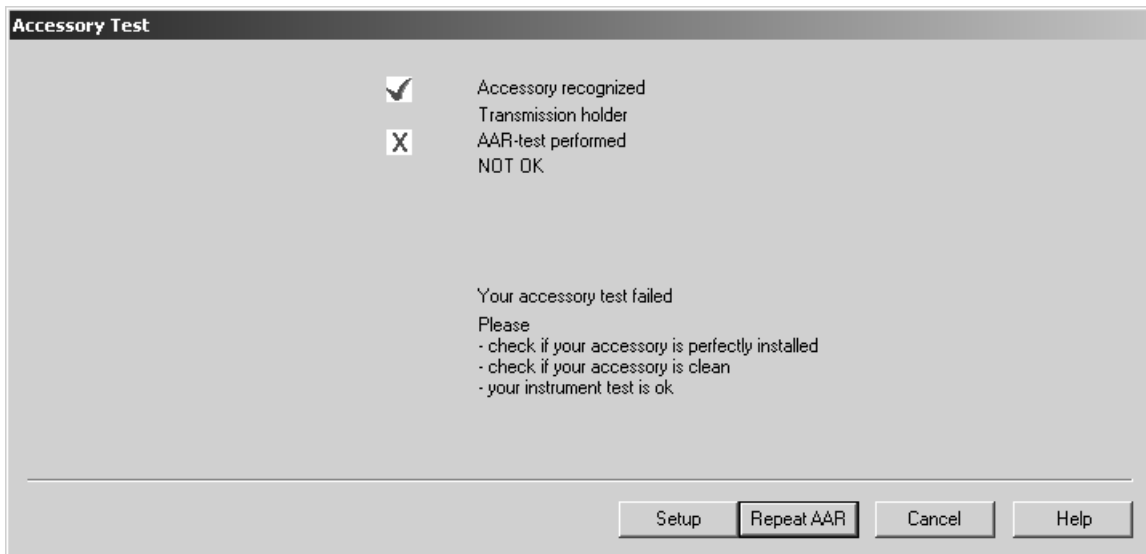 Accessory Test
Accessory recognized
Transmission holder
X AAR-test performed
NOT OK
Your accessory test failed
Please
- check if your accessory is perfectly installed
- check if your accessory is clean
- your instrument test is ok
Setup Repeat AAR Cancel Help